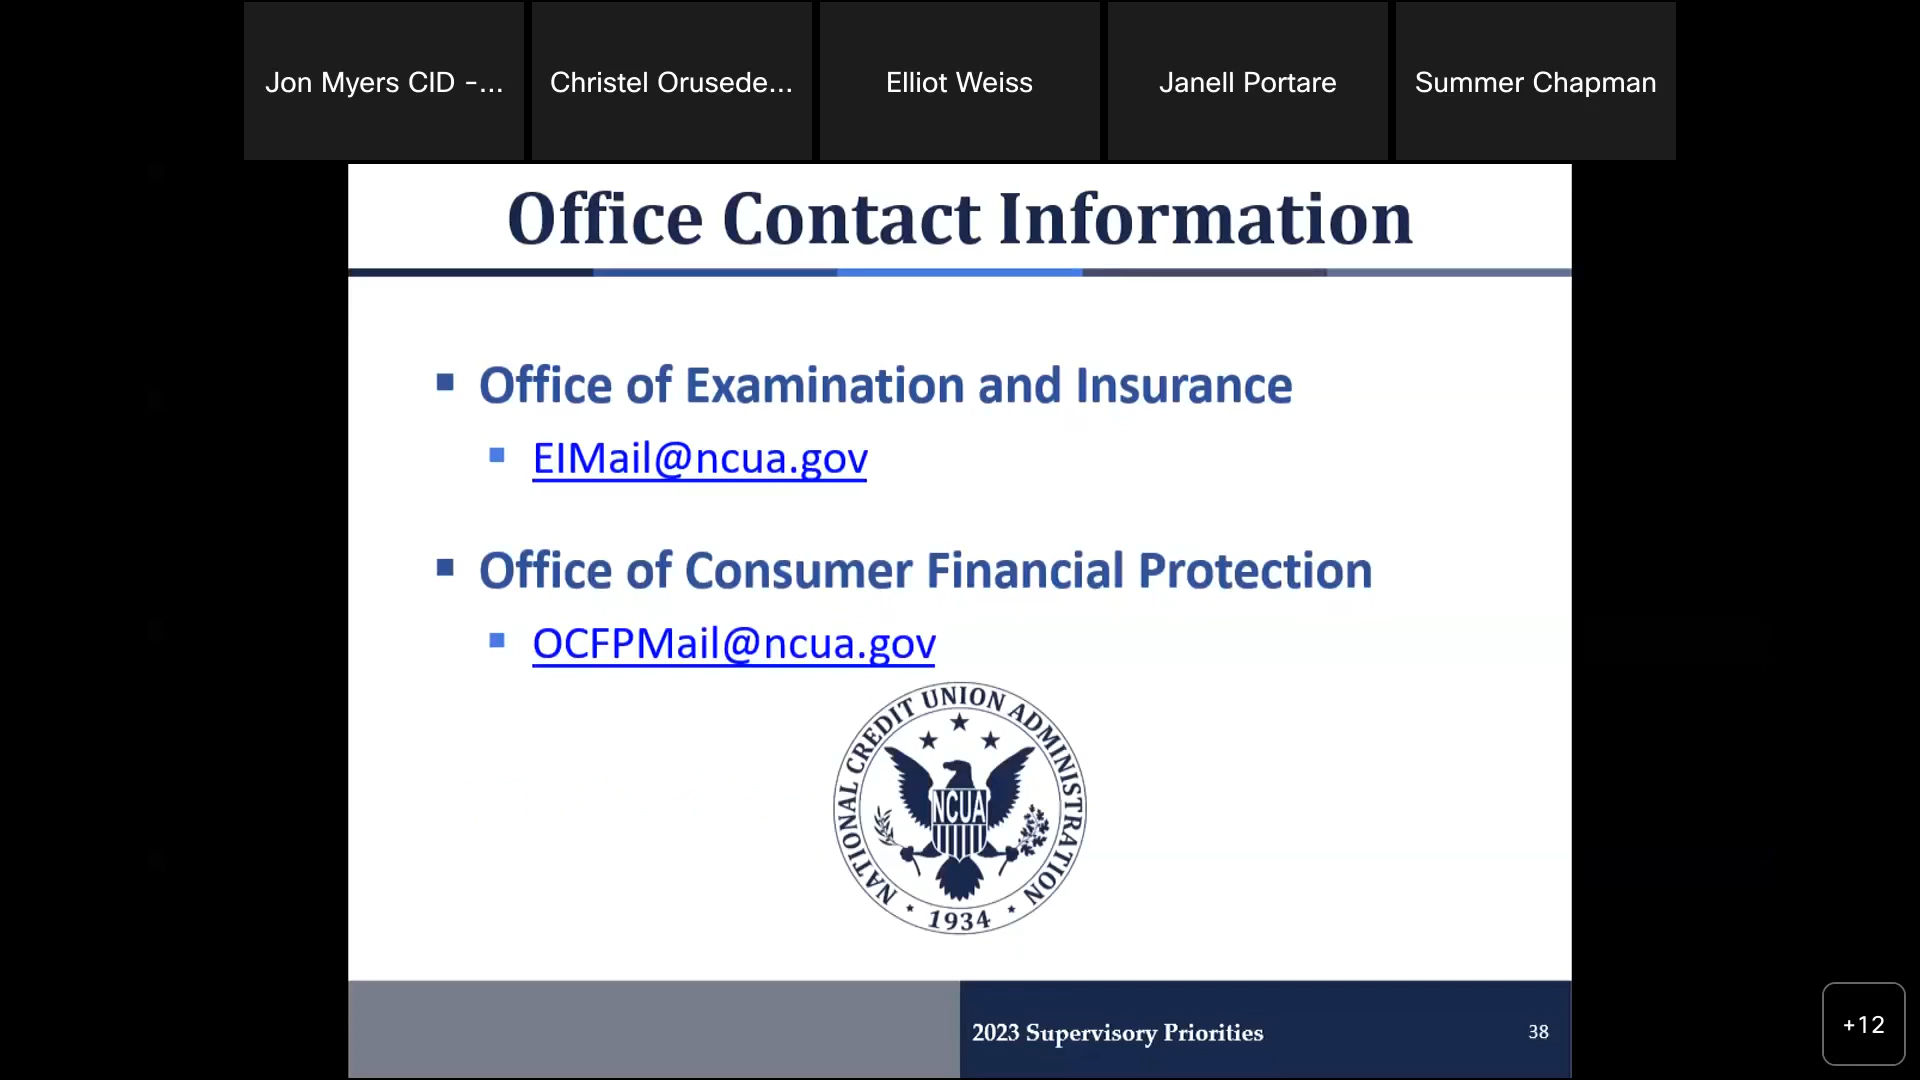 Jon Myers CID -...
Christel Orusede...
Elliot Weiss
Janell Portare
Summer Chapman
Office Contact Information
Office of Examination and Insurance
EIMail@ncua.gov
Office of Consumer Financial Protection
OCFPMail@ncua.gov
NATIONAL CREDIT UNION ADMINISTRATION
NCUA
1934
2023 Supervisory Priorities
38
+12